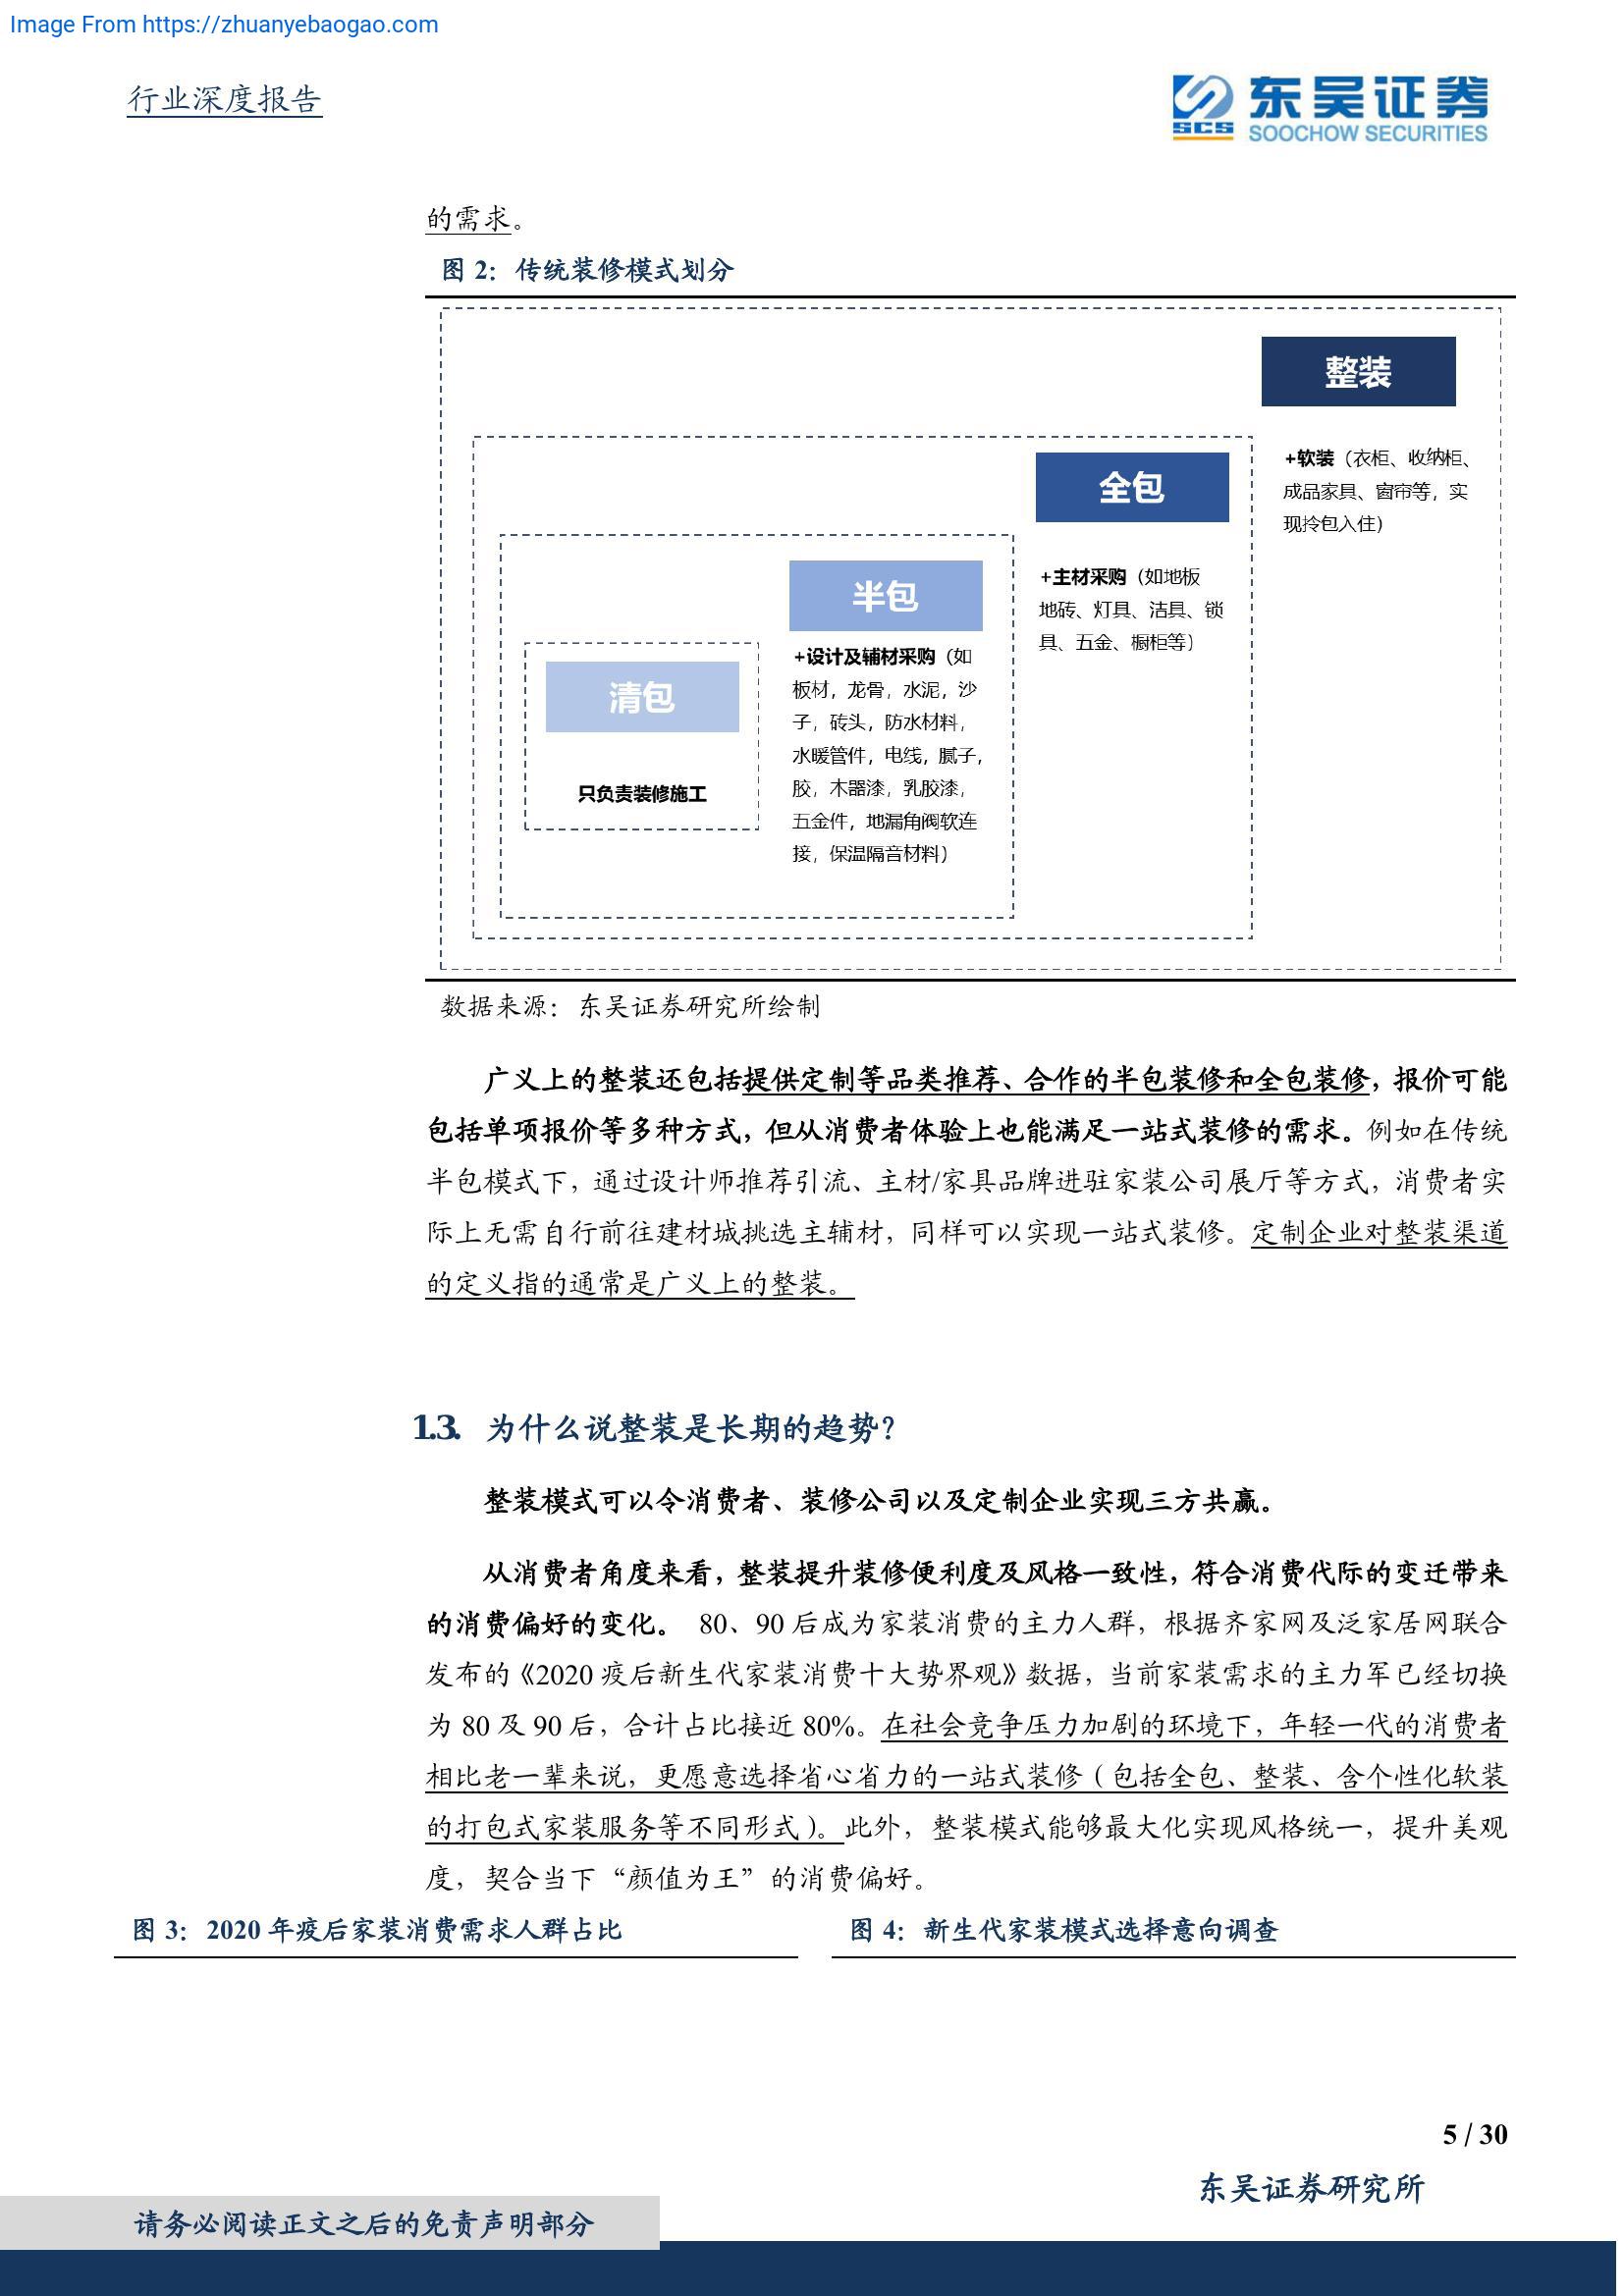 Image From https://zhuanyebaogao.com
行业深度报告
东吴证券
SCS
SOOCHOW SECURITIES
的需求。
图 2：传统装修模式划分
整装
+软装（衣柜、收纳柜、
成品家具、窗帘等，实
现拎包入住）
全包
+主材采购（如地板
地砖、灯具、洁具、锁
具、五金、橱柜等）
半包
+设计及辅材采购（如
板材，龙骨，水泥，沙
子，砖头，防水材料，
水暖管件，电线，腻子，
胶，木器漆，乳胶漆，
五金件，地漏角阀软连
接，保温隔音材料）
清包
只负责装修施工
数据来源：东吴证券研究所绘制
广义上的整装还包括提供定制等品类推荐、合作的半包装修和全包装修，报价可能
包括单项报价等多种方式，但从消费者体验上也能满足一站式装修的需求。例如在传统
半包模式下，通过设计师推荐引流、主材/家具品牌进驻家装公司展厅等方式，消费者实
际上无需自行前往建材城挑选主辅材，同样可以实现一站式装修。定制企业对整装渠道
的定义指的通常是广义上的整装。
1.3. 为什么说整装是长期的趋势？
整装模式可以令消费者、装修公司以及定制企业实现三方共赢。
从消费者角度来看，整装提升装修便利度及风格一致性，符合消费代际的变迁带来
的消费偏好的变化。 80、90 后成为家装消费的主力人群，根据齐家网及泛家居网联合
发布的《2020 疫后新生代家装消费十大势界观》数据，当前家装需求的主力军已经切换
为 80 及 90 后，合计占比接近 80%。在社会竞争压力加剧的环境下，年轻一代的消费者
相比老一辈来说，更愿意选择省心省力的一站式装修（包括全包、整装、含个性化软装
的打包式家装服务等不同形式）。此外，整装模式能够最大化实现风格统一，提升美观
度，契合当下“颜值为王”的消费偏好。
图 3：2020 年疫后家装消费需求人群占比
图 4：新生代家装模式选择意向调查
5 / 30
东吴证券研究所
请务必阅读正文之后的免责声明部分